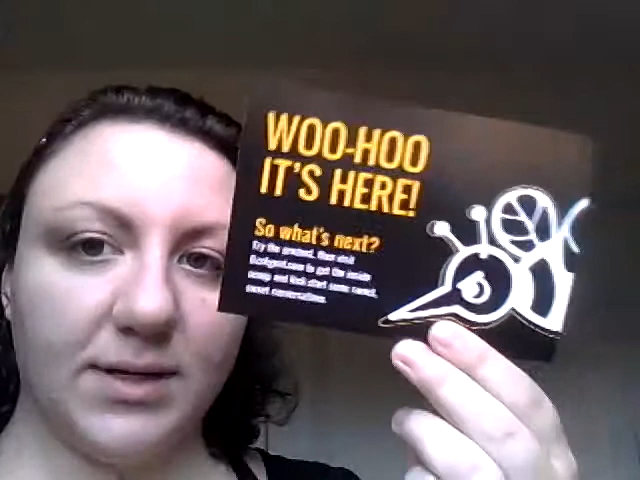 WOO-HOO
IT'S HERE!
So what's next?
Try the product, then visit
to get the inside
scoop and kick start some sweet,
sweet conversations.